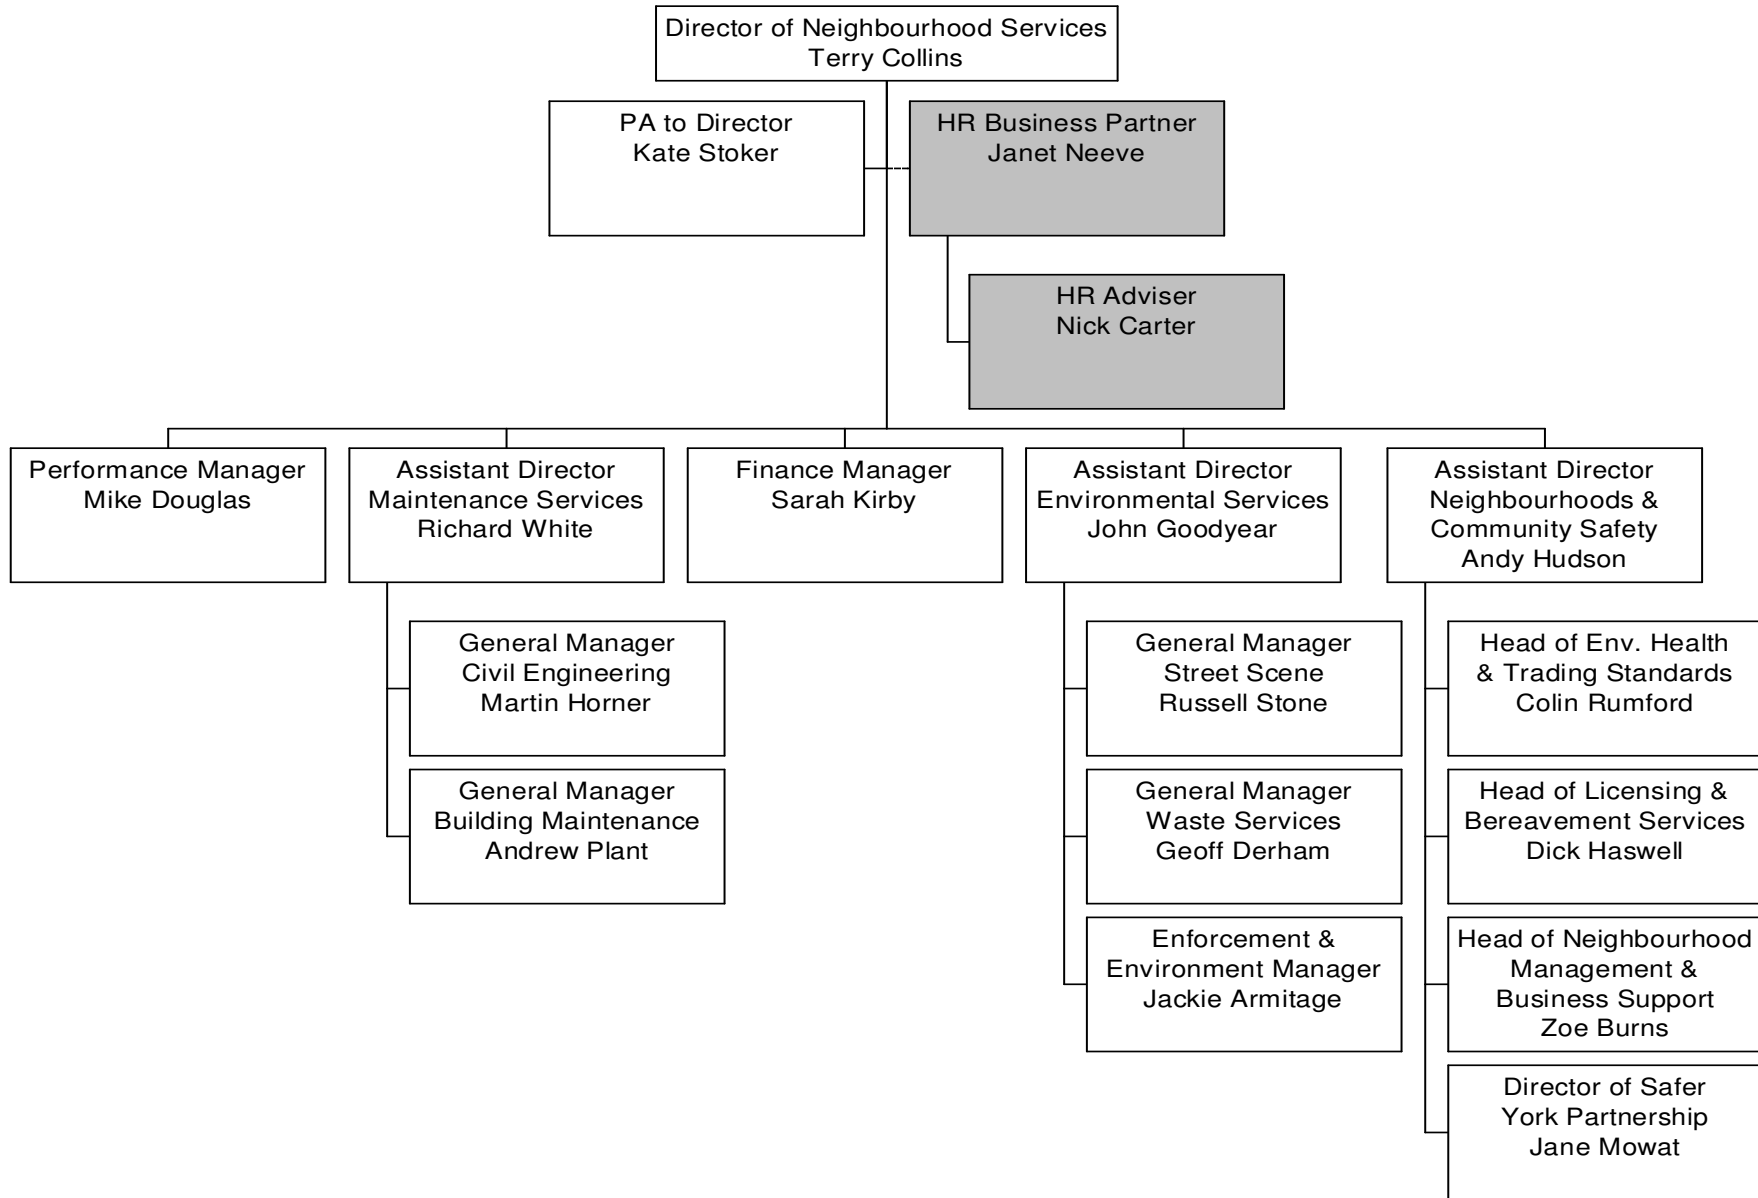 Director of Neighbourhood Services
Terry Collins
PA to Director
Kate Stoker
HR Business Partner
Janet Neeve
HR Adviser
Nick Carter
Performance Manager
Mike Douglas
Assistant Director
Maintenance Services
Richard White
Finance Manager
Sarah Kirby
Assistant Director
Environmental Services
John Goodyear
Assistant Director
Neighbourhoods &
Community Safety
Andy Hudson
General Manager
Civil Engineering
Martin Horner
General Manager
Building Maintenance
Andrew Plant
General Manager
Street Scene
Russell Stone
General Manager
Waste Services
Geoff Derham
Enforcement &
Environment Manager
Jackie Armitage
Head of Env. Health
& Trading Standards
Colin Rumford
Head of Licensing &
Bereavement Services
Dick Haswell
Head of Neighbourhood
Management &
Business Support
Zoe Burns
Director of Safer
York Partnership
Jane Mowat